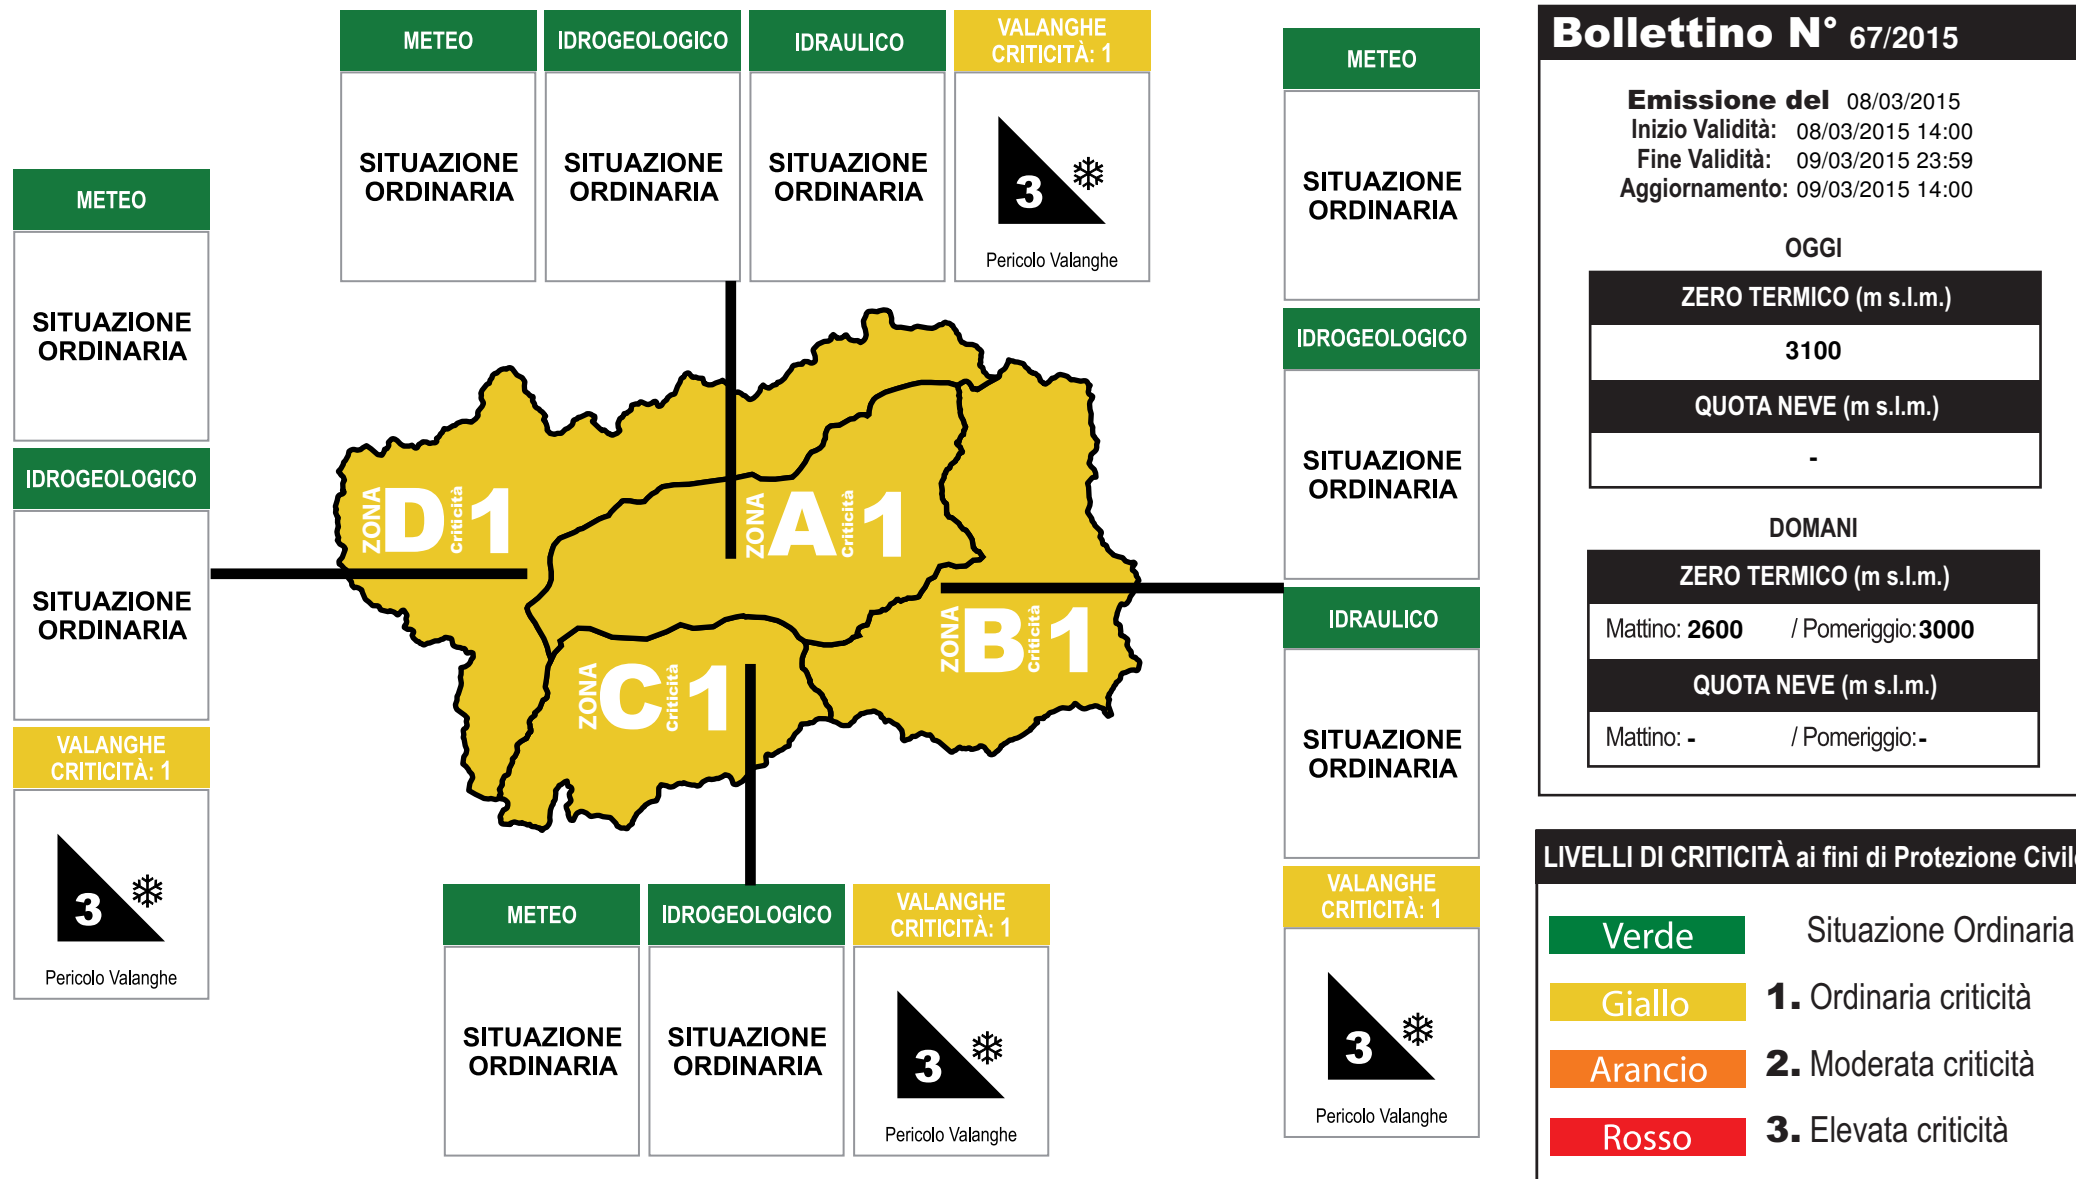 METEO
SITUAZIONE
ORDINARIA
IDROGEOLOGICO
SITUAZIONE
ORDINARIA
VALANGHE
CRITICITÀ: 1
3
Pericolo Valanghe
METEO
IDROGEOLOGICO
IDRAULICO
VALANGHE
CRITICITÀ: 1
SITUAZIONE
ORDINARIA
SITUAZIONE
ORDINARIA
SITUAZIONE
ORDINARIA
3
Pericolo Valanghe
ZONA D Criticità 1
ZONA A Criticità 1
ZONA B Criticità 1
ZONA C Criticità 1
METEO
IDROGEOLOGICO
VALANGHE
CRITICITÀ: 1
SITUAZIONE
ORDINARIA
SITUAZIONE
ORDINARIA
3
Pericolo Valanghe
METEO
SITUAZIONE
ORDINARIA
IDROGEOLOGICO
SITUAZIONE
ORDINARIA
IDRAULICO
SITUAZIONE
ORDINARIA
VALANGHE
CRITICITÀ: 1
3
Pericolo Valanghe
Bollettino N° 67/2015
Emissione del 08/03/2015
Inizio Validità: 08/03/2015 14:00
Fine Validità: 09/03/2015 23:59
Aggiornamento: 09/03/2015 14:00
OGGI
ZERO TERMICO (m s.l.m.)
3100
QUOTA NEVE (m s.l.m.)
-
DOMANI
ZERO TERMICO (m s.l.m.)
Mattino: 2600 / Pomeriggio: 3000
QUOTA NEVE (m s.l.m.)
Mattino: - / Pomeriggio: -
LIVELLI DI CRITICITÀ ai fini di Protezione Civile
Verde Situazione Ordinaria
Giallo 1. Ordinaria criticità
Arancio 2. Moderata criticità
Rosso 3. Elevata criticità